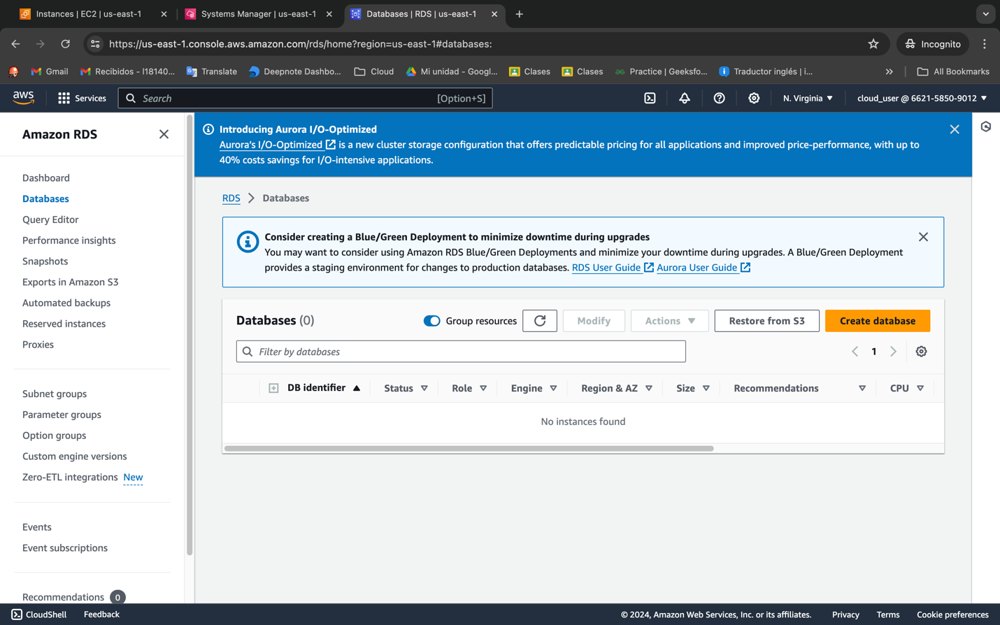 Instances | EC2 | us-east-1
Systems Manager | us-east-1
Databases | RDS | us-east-1
https://us-east-1.console.aws.amazon.com/rds/home?region=us-east-1#databases:
Incognito
Gmail
Recibidos - l18140...
Translate
Deepnote Dashbo...
Cloud
Mi unidad - Googl...
Clases
Clases
Practice | Geeksfo...
Traductor inglés | i...
All Bookmarks
aws
Services
Search
[Option+S]
N. Virginia
cloud_user @ 6621-5850-9012
Amazon RDS
Dashboard
Databases
Query Editor
Performance insights
Snapshots
Exports in Amazon S3
Automated backups
Reserved instances
Proxies
Subnet groups
Parameter groups
Option groups
Custom engine versions
Zero-ETL integrations New
Events
Event subscriptions
Recommendations 0
Introducing Aurora I/O-Optimized
Aurora's I/O-Optimized is a new cluster storage configuration that offers predictable pricing for all applications and improved price-performance, with up to
40% costs savings for I/O-intensive applications.
RDS > Databases
Consider creating a Blue/Green Deployment to minimize downtime during upgrades
You may want to consider using Amazon RDS Blue/Green Deployments and minimize your downtime during upgrades. A Blue/Green Deployment
provides a staging environment for changes to production databases. RDS User Guide Aurora User Guide
Databases (0)
Group resources
Modify
Actions
Restore from S3
Create database
Filter by databases
1
DB identifier
Status
Role
Engine
Region & AZ
Size
Recommendations
CPU
No instances found
CloudShell
Feedback
© 2024, Amazon Web Services, Inc. or its affiliates.
Privacy
Terms
Cookie preferences